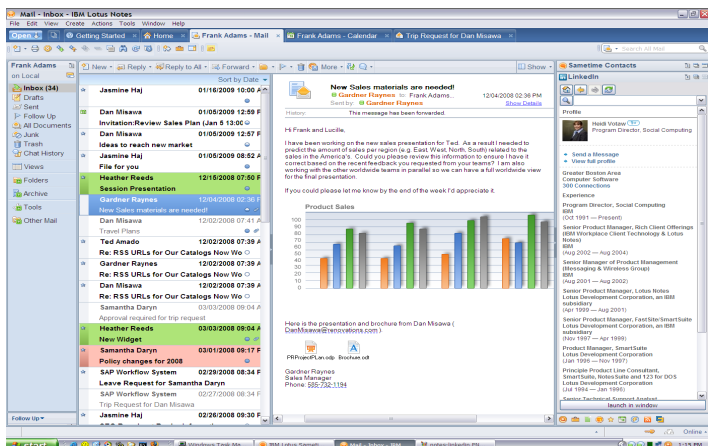 Mail - Inbox - IBM Lotus Notes
File Edit View Create Actions Tools Window Help
Open Getting Started Home Frank Adams - Mail Frank Adams - Calendar Trip Request for Dan Misawa
Search All Mail
Frank Adams
on Local
Inbox (34)
Drafts
Sent
Follow Up
All Documents
Junk
Trash
Chat History
Views
Folders
Archive
Tools
Other Mail
Follow Up
New Reply Reply to All Forward More Show
Sort by Date
Jasmine Haj 01/16/2009 10:00 A
Dan Misawa 01/05/2009 12:59 P
Invitation:Review Sales Plan (Jan 5 13:00
Dan Misawa 01/05/2009 12:57 P
Ideas to reach new market
Jasmine Haj 01/05/2009 08:52 A
File for you
Heather Reeds 12/15/2008 07:50 P
Session Presentation
Gardner Raynes 12/04/2008 02:36 P
New Sales materials are needed!
Dan Misawa 12/02/2008 07:41 A
Travel Plans
Ted Amado 12/02/2008 07:39 A
Re: RSS URLs for Our Catalogs Now Wo
Gardner Raynes 12/02/2008 07:39 A
Re: RSS URLs for Our Catalogs Now Wo
Dan Misawa 12/02/2008 07:39 A
Re: RSS URLs for Our Catalogs Now Wo
Samantha Daryn 03/03/2008 09:04 A
Approval required for trip request
Heather Reeds 03/03/2008 09:04 A
New Widget
Samantha Daryn 03/01/2008 09:17 P
Policy changes for 2008
SAP Workflow System 02/29/2008 08:34 P
Leave Request for Samantha Daryn
SAP Workflow System 02/27/2008 08:34 P
Trip Request for Dan Misawa
Jasmine Haj 02/26/2008 09:30 P
New Sales materials are needed!
Gardner Raynes to: Frank Adams... 12/04/2008 02:36 PM
Sent by: Gardner Raynes Show Details
History: This message has been forwarded
Hi Frank and Lucille,
I have been working on the new sales presentation for Ted. As a result I needed to
predict the amount of sales per region (e.g. East, West, North, South) related to the
sales in the America's. Could you please review this information to ensure I have it
correct based on the recent feedback you requested from your teams? I am also
working with the other worldwide teams in parallel so we can have a full worldwide view
for the final presentation.
If you could please let me know by the end of the week I'd appreciate it.
Product Sales
100
90
80
70
60
50
40
30
20
10
0
Here is the presentation and brochure from Dan Misawa (
DanMisawa@renovations.com ).
PRProjectPLan.odp Brochure.odt
Gardner Raynes
Sales Manager
Phone: 555-732-1194
Sametime Contacts
LinkedIn
Profile
Heidi Votaw
Program Director, Social Computing
Send a Message
View full profile
Greater Boston Area
Computer Software
300 Connections
Experience
Program Director, Social Computing
IBM
(Oct 1991 — Present)
Senior Product Manager, Rich Client Offerings
(IBM Workplace Client Technology & Lotus
Notes)
IBM
(Aug 2002 — Aug 2004)
Senior Manager of Product Management
(Messaging & Wireless Group)
IBM
(Aug 2001 — Aug 2002)
Senior Product Manager, Lotus Notes
Lotus Development Corporation, an IBM
subsidiary
(Nov 1997 — Apr 1999)
Senior Product Manager, FastSite/SmartSuite
Lotus Development Corporation, an IBM
subsidiary
Product Manager, SmartSuite
Lotus Development Corporation
(Jan 1996 — Nov 1997)
Principle Product Line Consultant,
SmartSuite, NotesSuite and 123 for DOS
Lotus Development Corporation
(Jul 1994 — Jan 1996)
Senior Technical Support Analyst
launch in window
Online
start Windows Task Ma... Mail - Inbox - IBM ... 1:15 PM